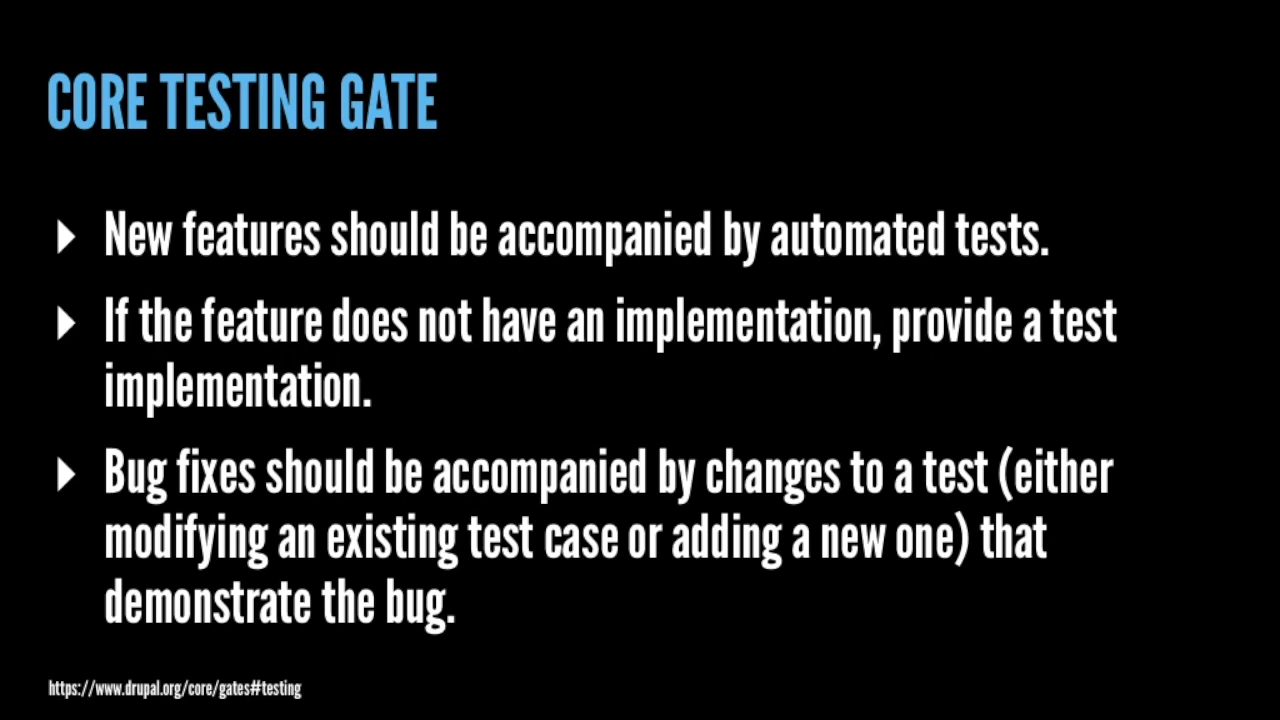 CORE TESTING GATE
New features should be accompanied by automated tests.
If the feature does not have an implementation, provide a test
implementation.
Bug fixes should be accompanied by changes to a test (either
modifying an existing test case or adding a new one) that
demonstrate the bug.
https://www.drupal.org/core/gates#testing